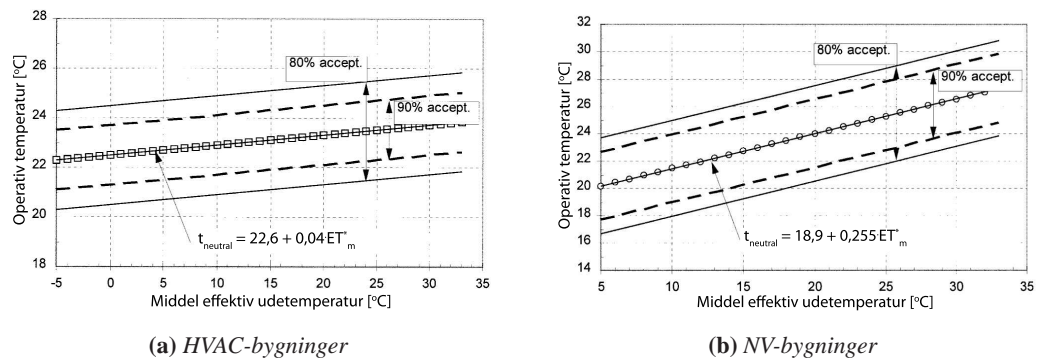 28
26
24
22
20
18
Operativ temperatur [°C]
80% accept.
90% accept.
t_neutral = 22,6 + 0,04·ET*_m
-5 0 5 10 15 20 25 30 35
Middel effektiv udetemperatur [°C]
(a) HVAC-bygninger
32
30
28
26
24
22
20
18
16
14
Operativ temperatur [°C]
80% accept.
90% accept.
t_neutral = 18,9 + 0,255·ET*_m
5 10 15 20 25 30 35
Middel effektiv udetemperatur [°C]
(b) NV-bygninger